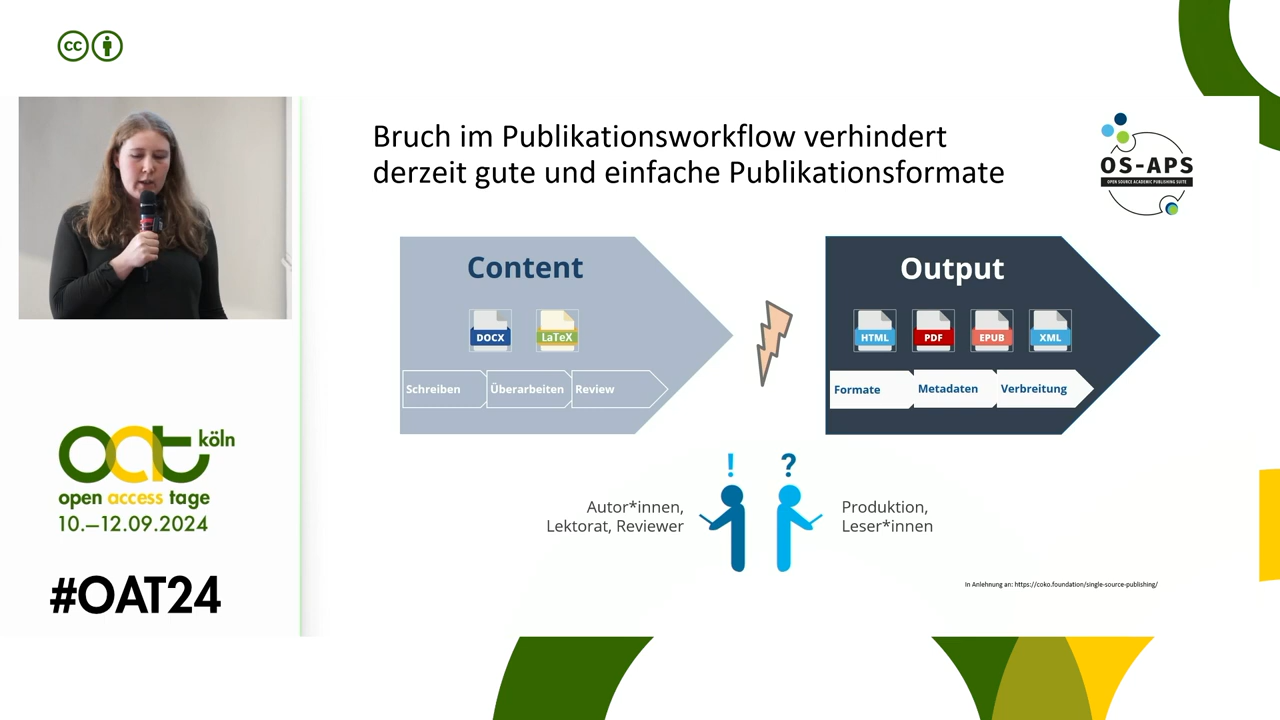 cc
Bruch im Publikationsworkflow verhindert
derzeit gute und einfache Publikationsformate
OS-APS
OPEN SOURCE ACADEMIC PUBLISHING SUITE
Content
DOCX
LaTeX
Schreiben
Überarbeiten
Review
Output
HTML
PDF
EPUB
XML
Formate
Metadaten
Verbreitung
!
?
Autor*innen,
Lektorat, Reviewer
Produktion,
Leser*innen
In Anlehnung an: https://coko.foundation/single-source-publishing/
oat köln
open access tage
10.–12.09.2024
#OAT24